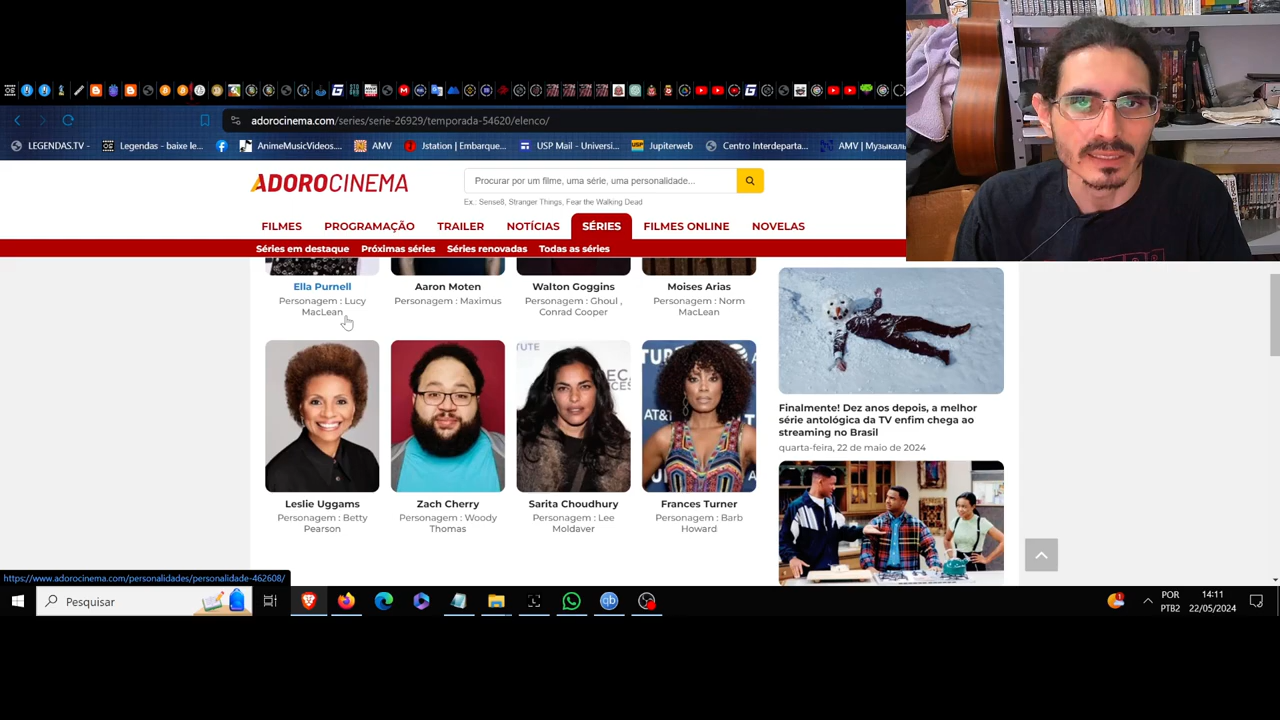 adorocinema.com/series/serie-26929/temporada-54620/elenco/
LEGENDAS.TV -
Legendas - baixe le...
AnimeMusicVideos....
AMV
Jstation | Embarque...
USP Mail - Universi...
Jupiterweb
Centro Interdeparta...
AMV | Музыкаль
ADOROCINEMA
Procurar por um filme, uma série, uma personalidade...
Ex.: Sense8, Stranger Things, Fear the Walking Dead
FILMES PROGRAMAÇÃO TRAILER NOTÍCIAS SÉRIES FILMES ONLINE NOVELAS
Séries em destaque Próximas séries Séries renovadas Todas as séries
Ella Purnell
Personagem : Lucy
MacLean
Aaron Moten
Personagem : Maximus
Walton Goggins
Personagem : Ghoul ,
Conrad Cooper
Moises Arias
Personagem : Norm
MacLean
TUTE
AT&T
Leslie Uggams
Personagem : Betty
Pearson
Zach Cherry
Personagem : Woody
Thomas
Sarita Choudhury
Personagem : Lee
Moldaver
Frances Turner
Personagem : Barb
Howard
Finalmente! Dez anos depois, a melhor
série antológica da TV enfim chega ao
streaming no Brasil
quarta-feira, 22 de maio de 2024
https://www.adorocinema.com/personalidades/personalidade-462608/
Pesquisar
POR
PTB2
14:11
22/05/2024